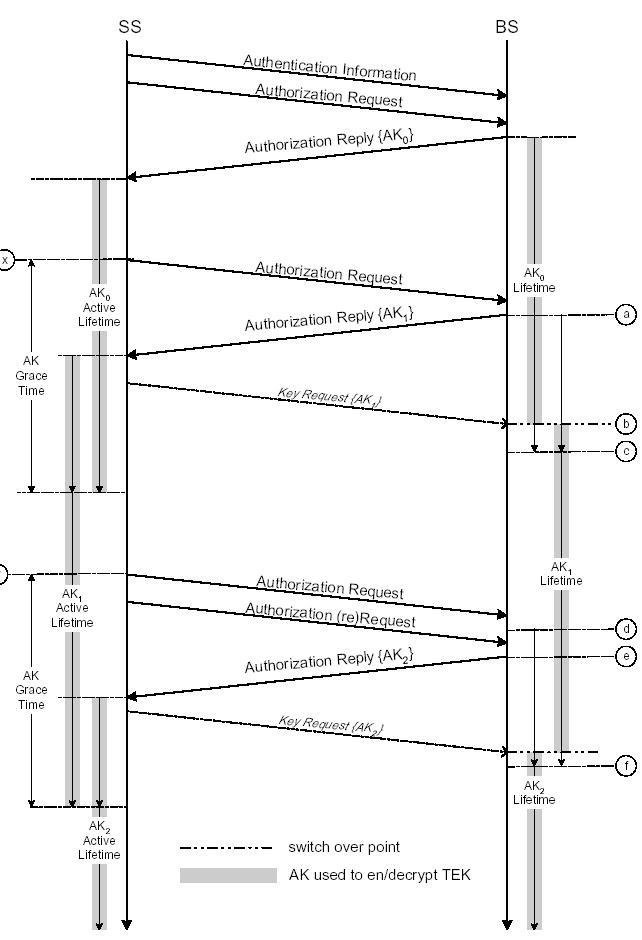 SS
BS
Authentication Information
Authorization Request
Authorization Reply {AK0}
AK0
Lifetime
x
Authorization Request
AK0
Active
Lifetime
Authorization Reply {AK1}
a
AK
Grace
Time
Key Request {AK1}
b
c
AK1
Lifetime
Authorization Request
AK1
Active
Lifetime
Authorization (re)Request
d
Authorization Reply {AK2}
e
AK
Grace
Time
Key Request {AK2}
f
AK2
Lifetime
AK2
Active
Lifetime
switch over point
AK used to en/decrypt TEK